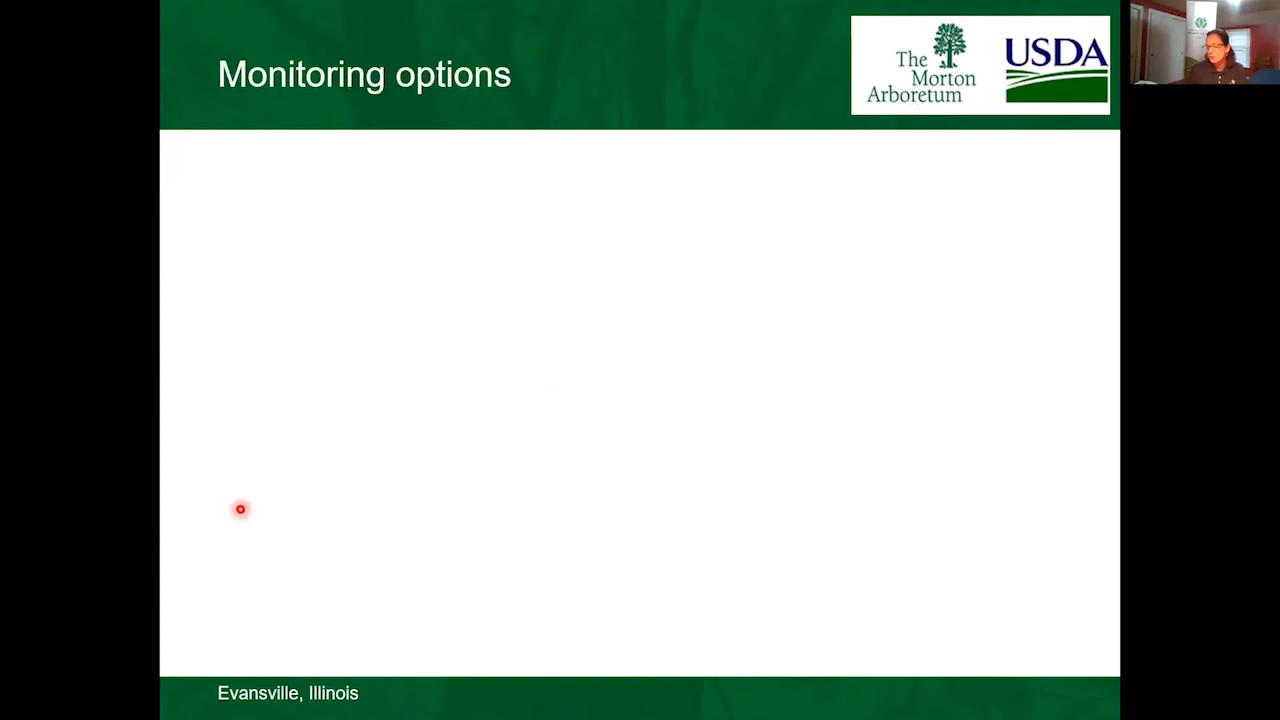 Monitoring options
The
Morton
Arboretum
USDA
Evansville, Illinois